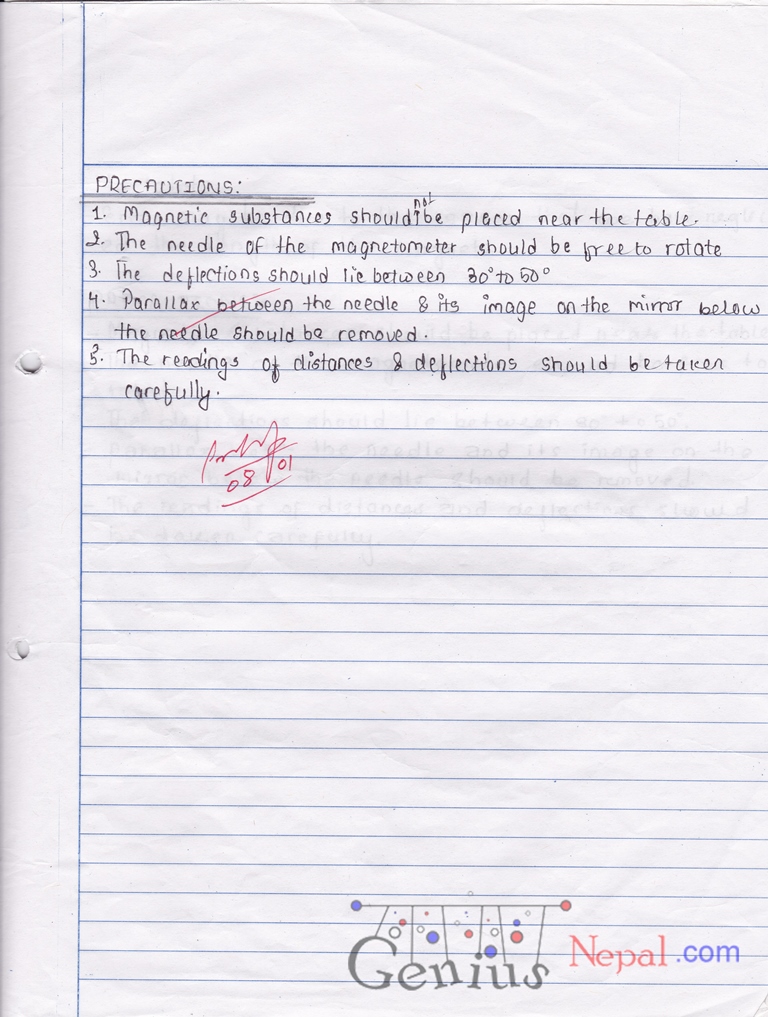 PRECAUTIONS:
1. Magnetic substances should not be placed near the table.
2. The needle of the magnetometer should be free to rotate
3. The deflections should lie between 30° to 50°
4. Parallax between the needle & its image on the mirror below
the needle should be removed.
5. The readings of distances & deflections should be taken
carefully.
08 01
Genius Nepal.com